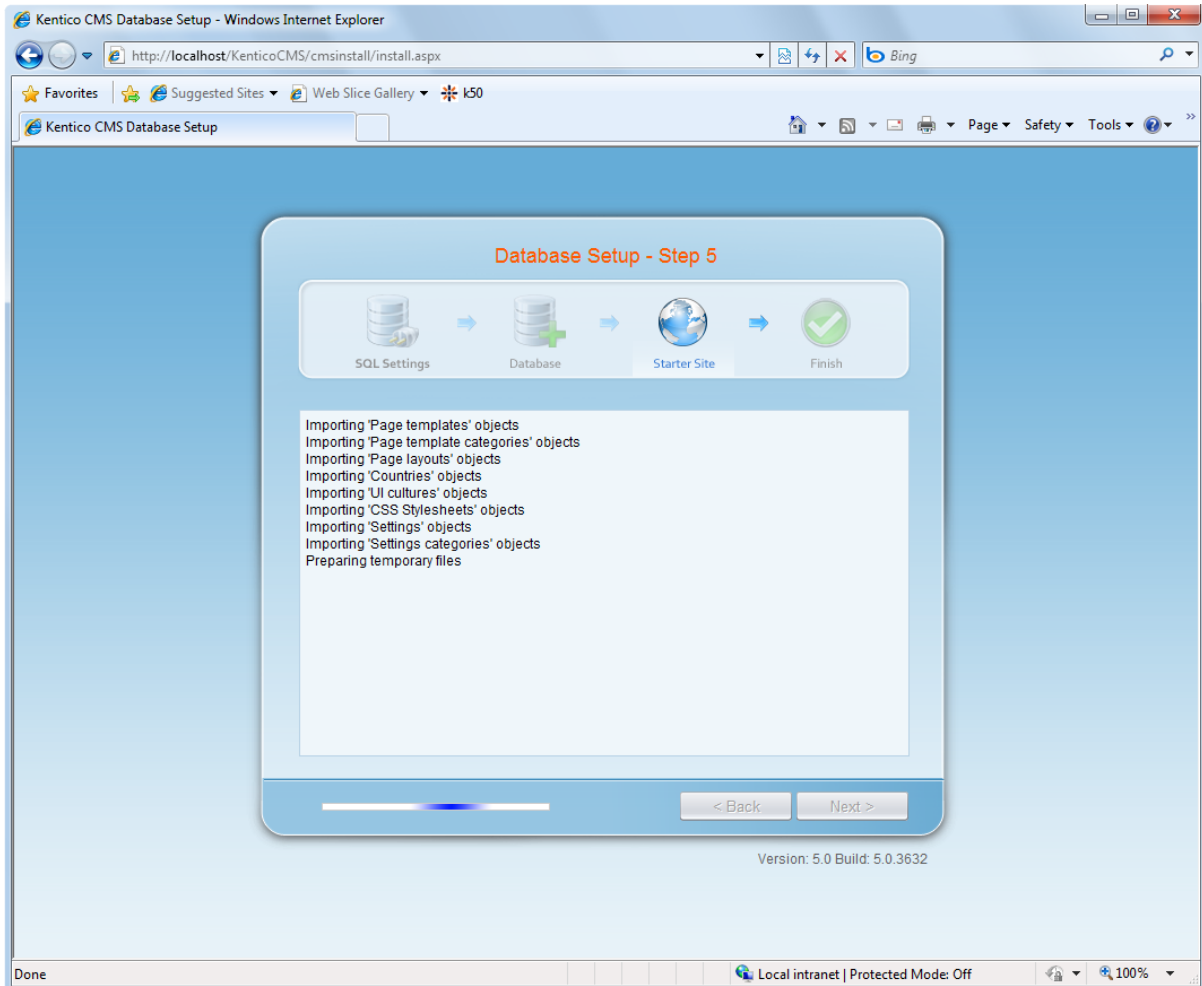 Kentico CMS Database Setup - Windows Internet Explorer
http://localhost/KenticoCMS/cmsinstall/install.aspx
Bing
Favorites
Suggested Sites
Web Slice Gallery
k50
Kentico CMS Database Setup
Page
Safety
Tools
Database Setup - Step 5
SQL Settings
Database
Starter Site
Finish
Importing 'Page templates' objects
Importing 'Page template categories' objects
Importing 'Page layouts' objects
Importing 'Countries' objects
Importing 'UI cultures' objects
Importing 'CSS Stylesheets' objects
Importing 'Settings' objects
Importing 'Settings categories' objects
Preparing temporary files
< Back
Next >
Version: 5.0 Build: 5.0.3632
Done
Local intranet | Protected Mode: Off
100%